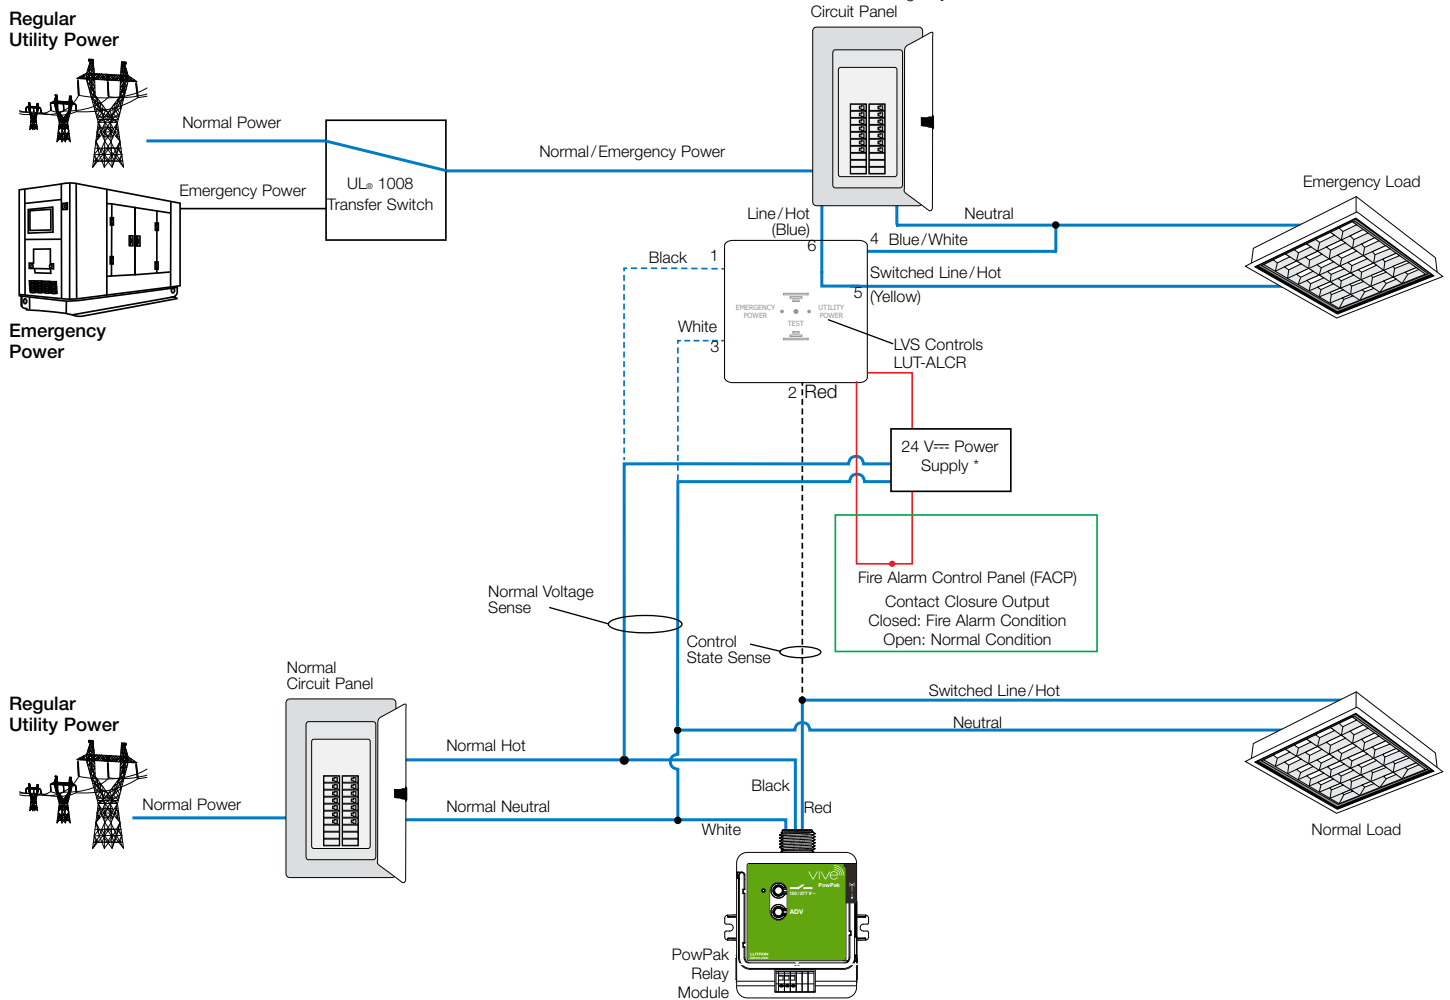 Regular
Utility Power
Circuit Panel
Normal Power
Normal/Emergency Power
UL® 1008
Transfer Switch
Emergency Power
Emergency
Power
Emergency Load
Line/Hot
(Blue)
Neutral
6
4 Blue/White
Black 1
Switched Line/Hot
5 (Yellow)
EMERGENCY
POWER
TEST
UTILITY
POWER
White
3
LVS Controls
LUT-ALCR
2 Red
24 V⎓ Power
Supply *
Fire Alarm Control Panel (FACP)
Contact Closure Output
Closed: Fire Alarm Condition
Open: Normal Condition
Normal Voltage
Sense
Control
State Sense
Normal
Circuit Panel
Regular
Utility Power
Switched Line/Hot
Neutral
Normal Hot
Normal Power
Normal Neutral
Black
Red
White
Normal Load
vive
PowPak
120/277 V~
ADV
LUTRON
PowPak
Relay
Module